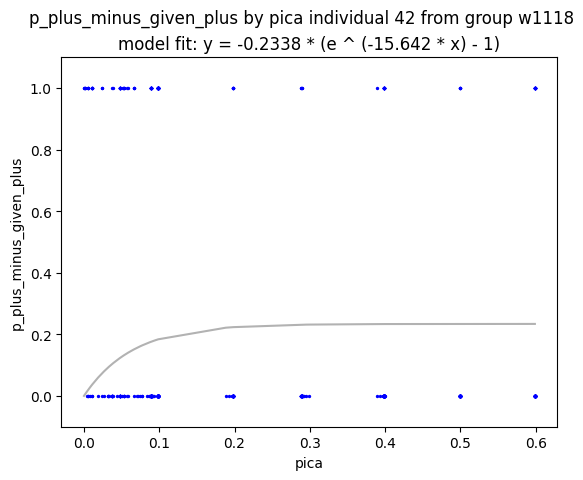 p_plus_minus_given_plus by pica individual 42 from group w1118
model fit: y = -0.2338 * (e ^ (-15.642 * x) - 1)
1.0
0.8
0.6
0.4
0.2
0.0
p_plus_minus_given_plus
0.0 0.1 0.2 0.3 0.4 0.5 0.6
pica